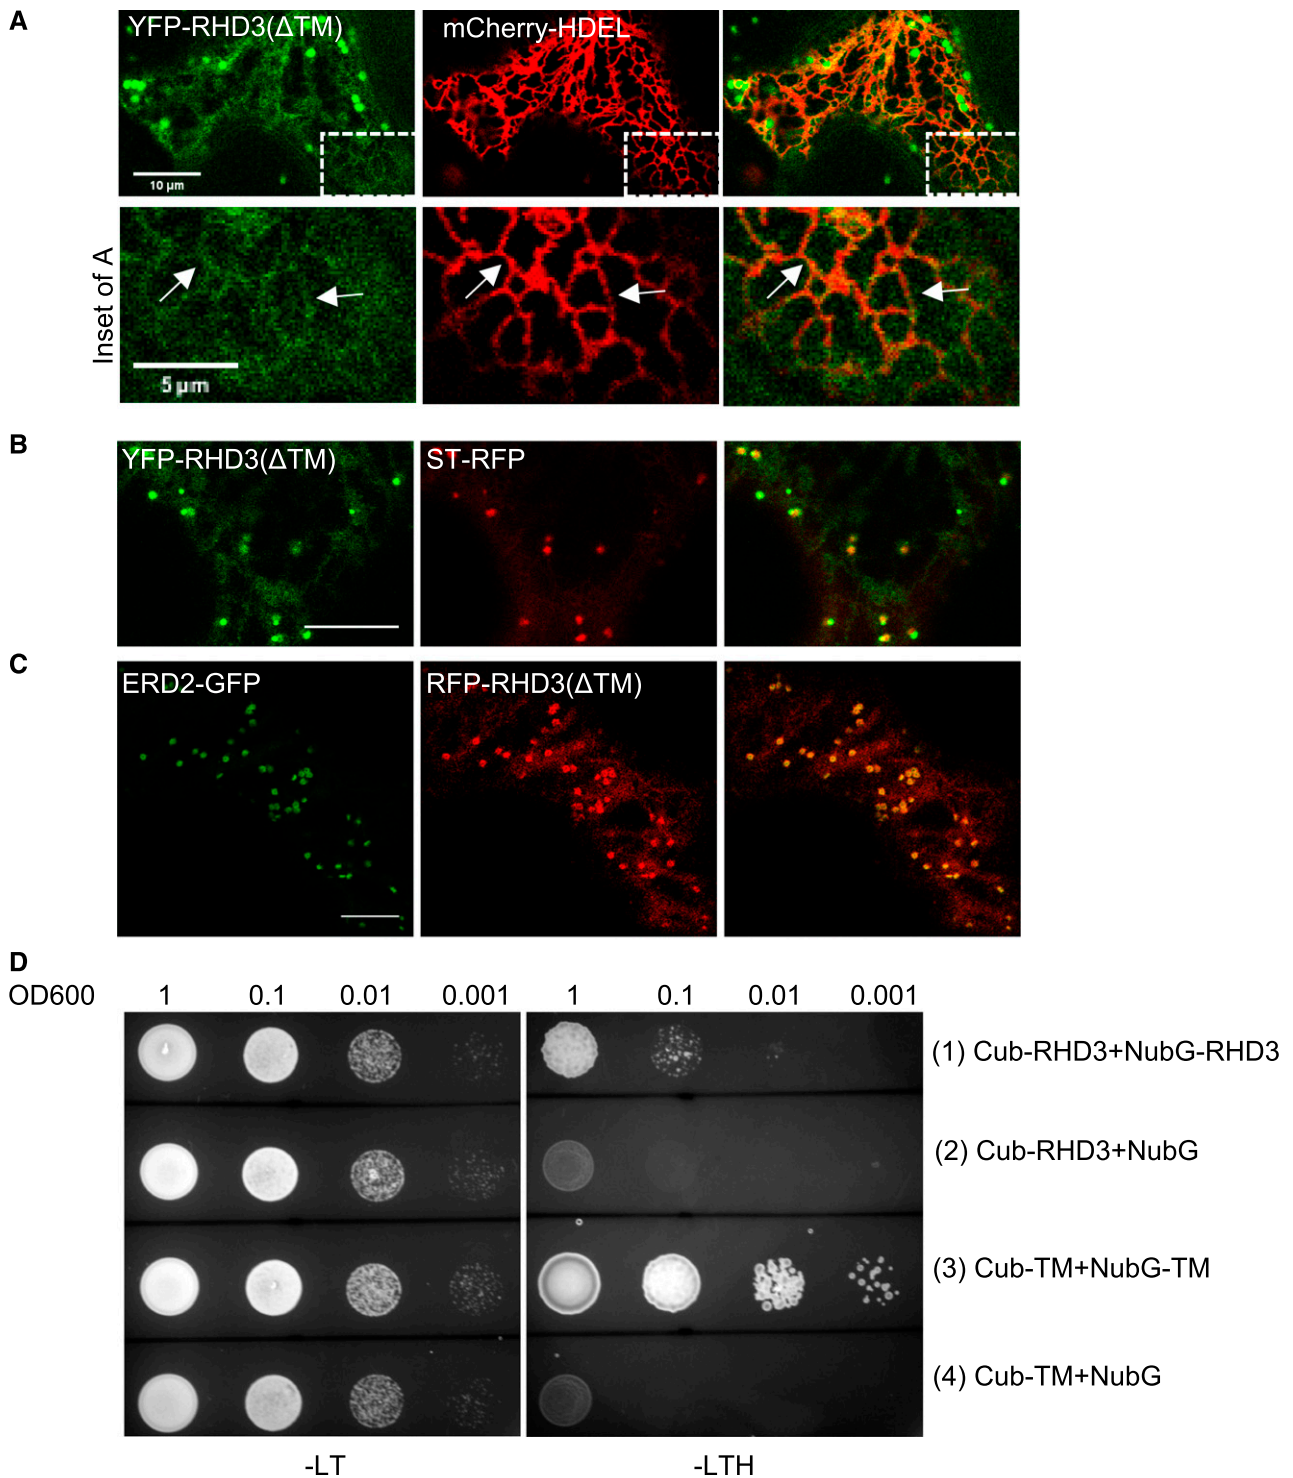 A
YFP-RHD3(ΔTM)
mCherry-HDEL
10 μm
Inset of A
5 μm
B
YFP-RHD3(ΔTM)
ST-RFP
C
ERD2-GFP
RFP-RHD3(ΔTM)
D
OD600 1 0.1 0.01 0.001 1 0.1 0.01 0.001
(1) Cub-RHD3+NubG-RHD3
(2) Cub-RHD3+NubG
(3) Cub-TM+NubG-TM
(4) Cub-TM+NubG
-LT
-LTH